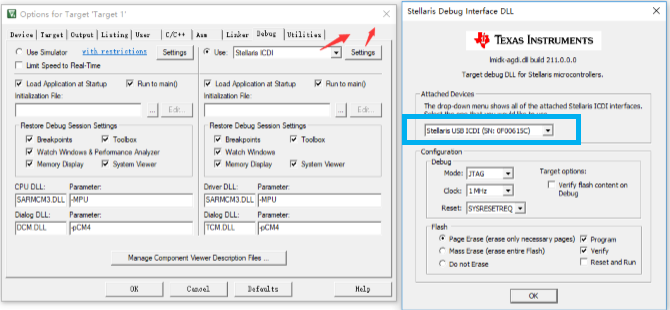 Options for Target 'Target 1'
Device | Target | Output | Listing | User | C/C++ | Asm | Linker | Debug | Utilities
Use Simulator with restrictions Settings
Limit Speed to Real-Time
Use: Stellaris ICDI Settings
Load Application at Startup Run to main()
Initialization File:
... Edit...
Load Application at Startup Run to main()
Initialization File:
... Edit...
Restore Debug Session Settings
Breakpoints Toolbox
Watch Windows & Performance Analyzer
Memory Display System Viewer
Restore Debug Session Settings
Breakpoints Toolbox
Watch Windows
Memory Display System Viewer
CPU DLL: Parameter:
SARMCM3.DLL -MPU
Dialog DLL: Parameter:
DCM.DLL -pCM4
Driver DLL: Parameter:
SARMCM3.DLL -MPU
Dialog DLL: Parameter:
TCM.DLL -pCM4
Manage Component Viewer Description Files ...
OK Cancel Defaults Help
Stellaris Debug Interface DLL
TEXAS INSTRUMENTS
lmidk-agdi.dll build 211.0.0.0
Target debug DLL for Stellaris microcontrollers.
Attached Devices
The drop-down menu shows all of the attached Stellaris ICDI interfaces.
Stellaris USB ICDI (SN: 0F00615C)
Configuration
Debug
Mode: JTAG
Clock: 1 MHz
Reset: SYSRESETREQ
Target options:
Verify flash content on
Debug
Flash
Page Erase (erase only necessary pages) Program
Mass Erase (erase entire Flash) Verify
Do not Erase Reset and Run
OK